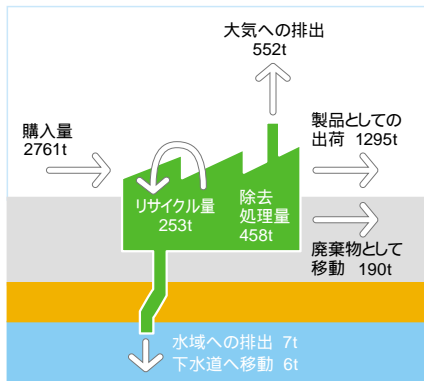 大気への排出
552t
購入量
2761t
製品としての
出荷 1295t
リサイクル量
253t
除去
処理量
458t
廃棄物として
移動 190t
水域への排出 7t
下水道へ移動 6t